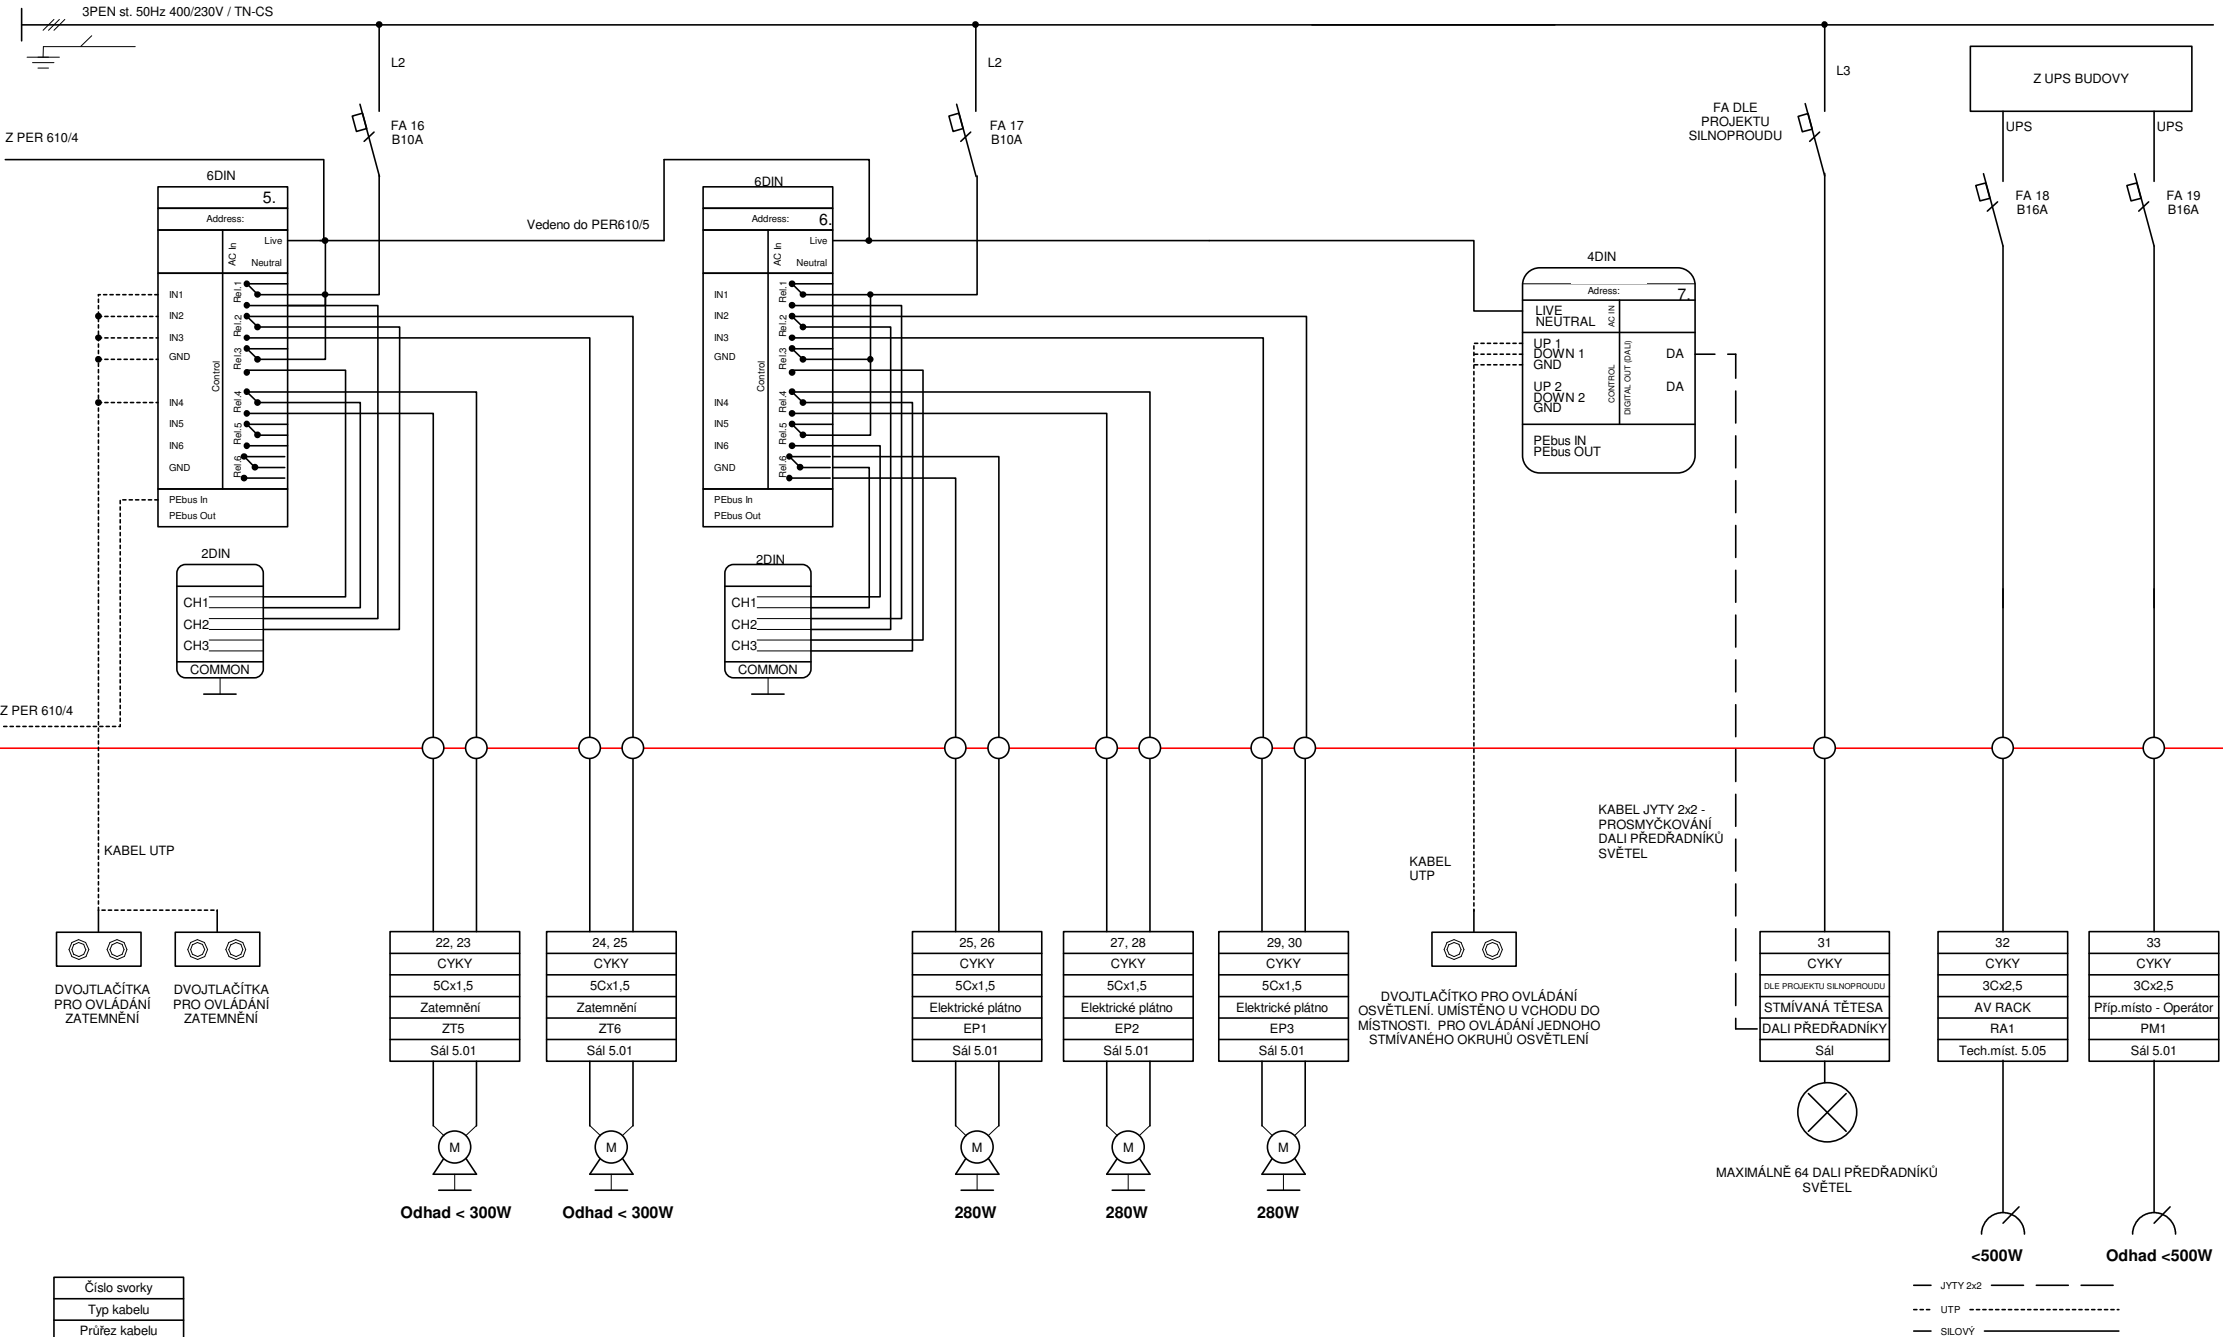 3PEN st. 50Hz 400/230V / TN-CS
L2
L2
L3
Z UPS BUDOVY
FA 16
B10A
FA 17
B10A
FA DLE
PROJEKTU
SILNOPROUDU
UPS
UPS
Z PER 610/4
FA 18
B16A
FA 19
B16A
6DIN
5.
Address:
Live
Neutral
AC In
IN1
IN2
IN3
GND
IN4
IN5
IN6
GND
Control
Rel.1
Rel.2
Rel.3
Rel.4
Rel.5
Rel.6
PEbus In
PEbus Out
Vedeno do PER610/5
6DIN
Address:
6.
Live
Neutral
AC In
IN1
IN2
IN3
GND
IN4
IN5
IN6
GND
Control
Rel.1
Rel.2
Rel.3
Rel.4
Rel.5
Rel.6
PEbus In
PEbus Out
4DIN
Adress:
7.
LIVE
NEUTRAL
AC IN
UP 1
DOWN 1
GND
UP 2
DOWN 2
GND
CONTROL
DIGITAL OUT (DALI)
DA
DA
PEbus IN
PEbus OUT
2DIN
CH1
CH2
CH3
COMMON
2DIN
CH1
CH2
CH3
COMMON
Z PER 610/4
KABEL UTP
KABEL
UTP
KABEL JYTY 2x2 -
PROSMYČKOVÁNÍ
DALI PŘEDŘADNÍKŮ
SVĚTEL
DVOJTLAČÍTKA
PRO OVLÁDÁNÍ
ZATEMNĚNÍ
DVOJTLAČÍTKA
PRO OVLÁDÁNÍ
ZATEMNĚNÍ
22, 23
CYKY
5Cx1,5
Zatemnění
ZT5
Sál 5.01
24, 25
CYKY
5Cx1,5
Zatemnění
ZT6
Sál 5.01
25, 26
CYKY
5Cx1,5
Elektrické plátno
EP1
Sál 5.01
27, 28
CYKY
5Cx1,5
Elektrické plátno
EP2
Sál 5.01
29, 30
CYKY
5Cx1,5
Elektrické plátno
EP3
Sál 5.01
DVOJTLAČÍTKO PRO OVLÁDÁNÍ
OSVĚTLENÍ. UMÍSTĚNO U VCHODU DO
MÍSTNOSTI. PRO OVLÁDÁNÍ JEDNOHO
STMÍVANÉHO OKRUHŮ OSVĚTLENÍ
31
CYKY
DLE PROJEKTU SILNOPROUDU
STMÍVANÁ TĚTESA
DALI PŘEDŘADNÍKY
Sál
32
CYKY
3Cx2,5
AV RACK
RA1
Tech.míst. 5.05
33
CYKY
3Cx2,5
Příp.místo - Operátor
PM1
Sál 5.01
M
M
M
M
M
Odhad < 300W
Odhad < 300W
280W
280W
280W
MAXIMÁLNĚ 64 DALI PŘEDŘADNÍKŮ
SVĚTEL
<500W
Odhad <500W
Číslo svorky
Typ kabelu
Průřez kabelu
JYTY 2x2
UTP
SILOVÝ